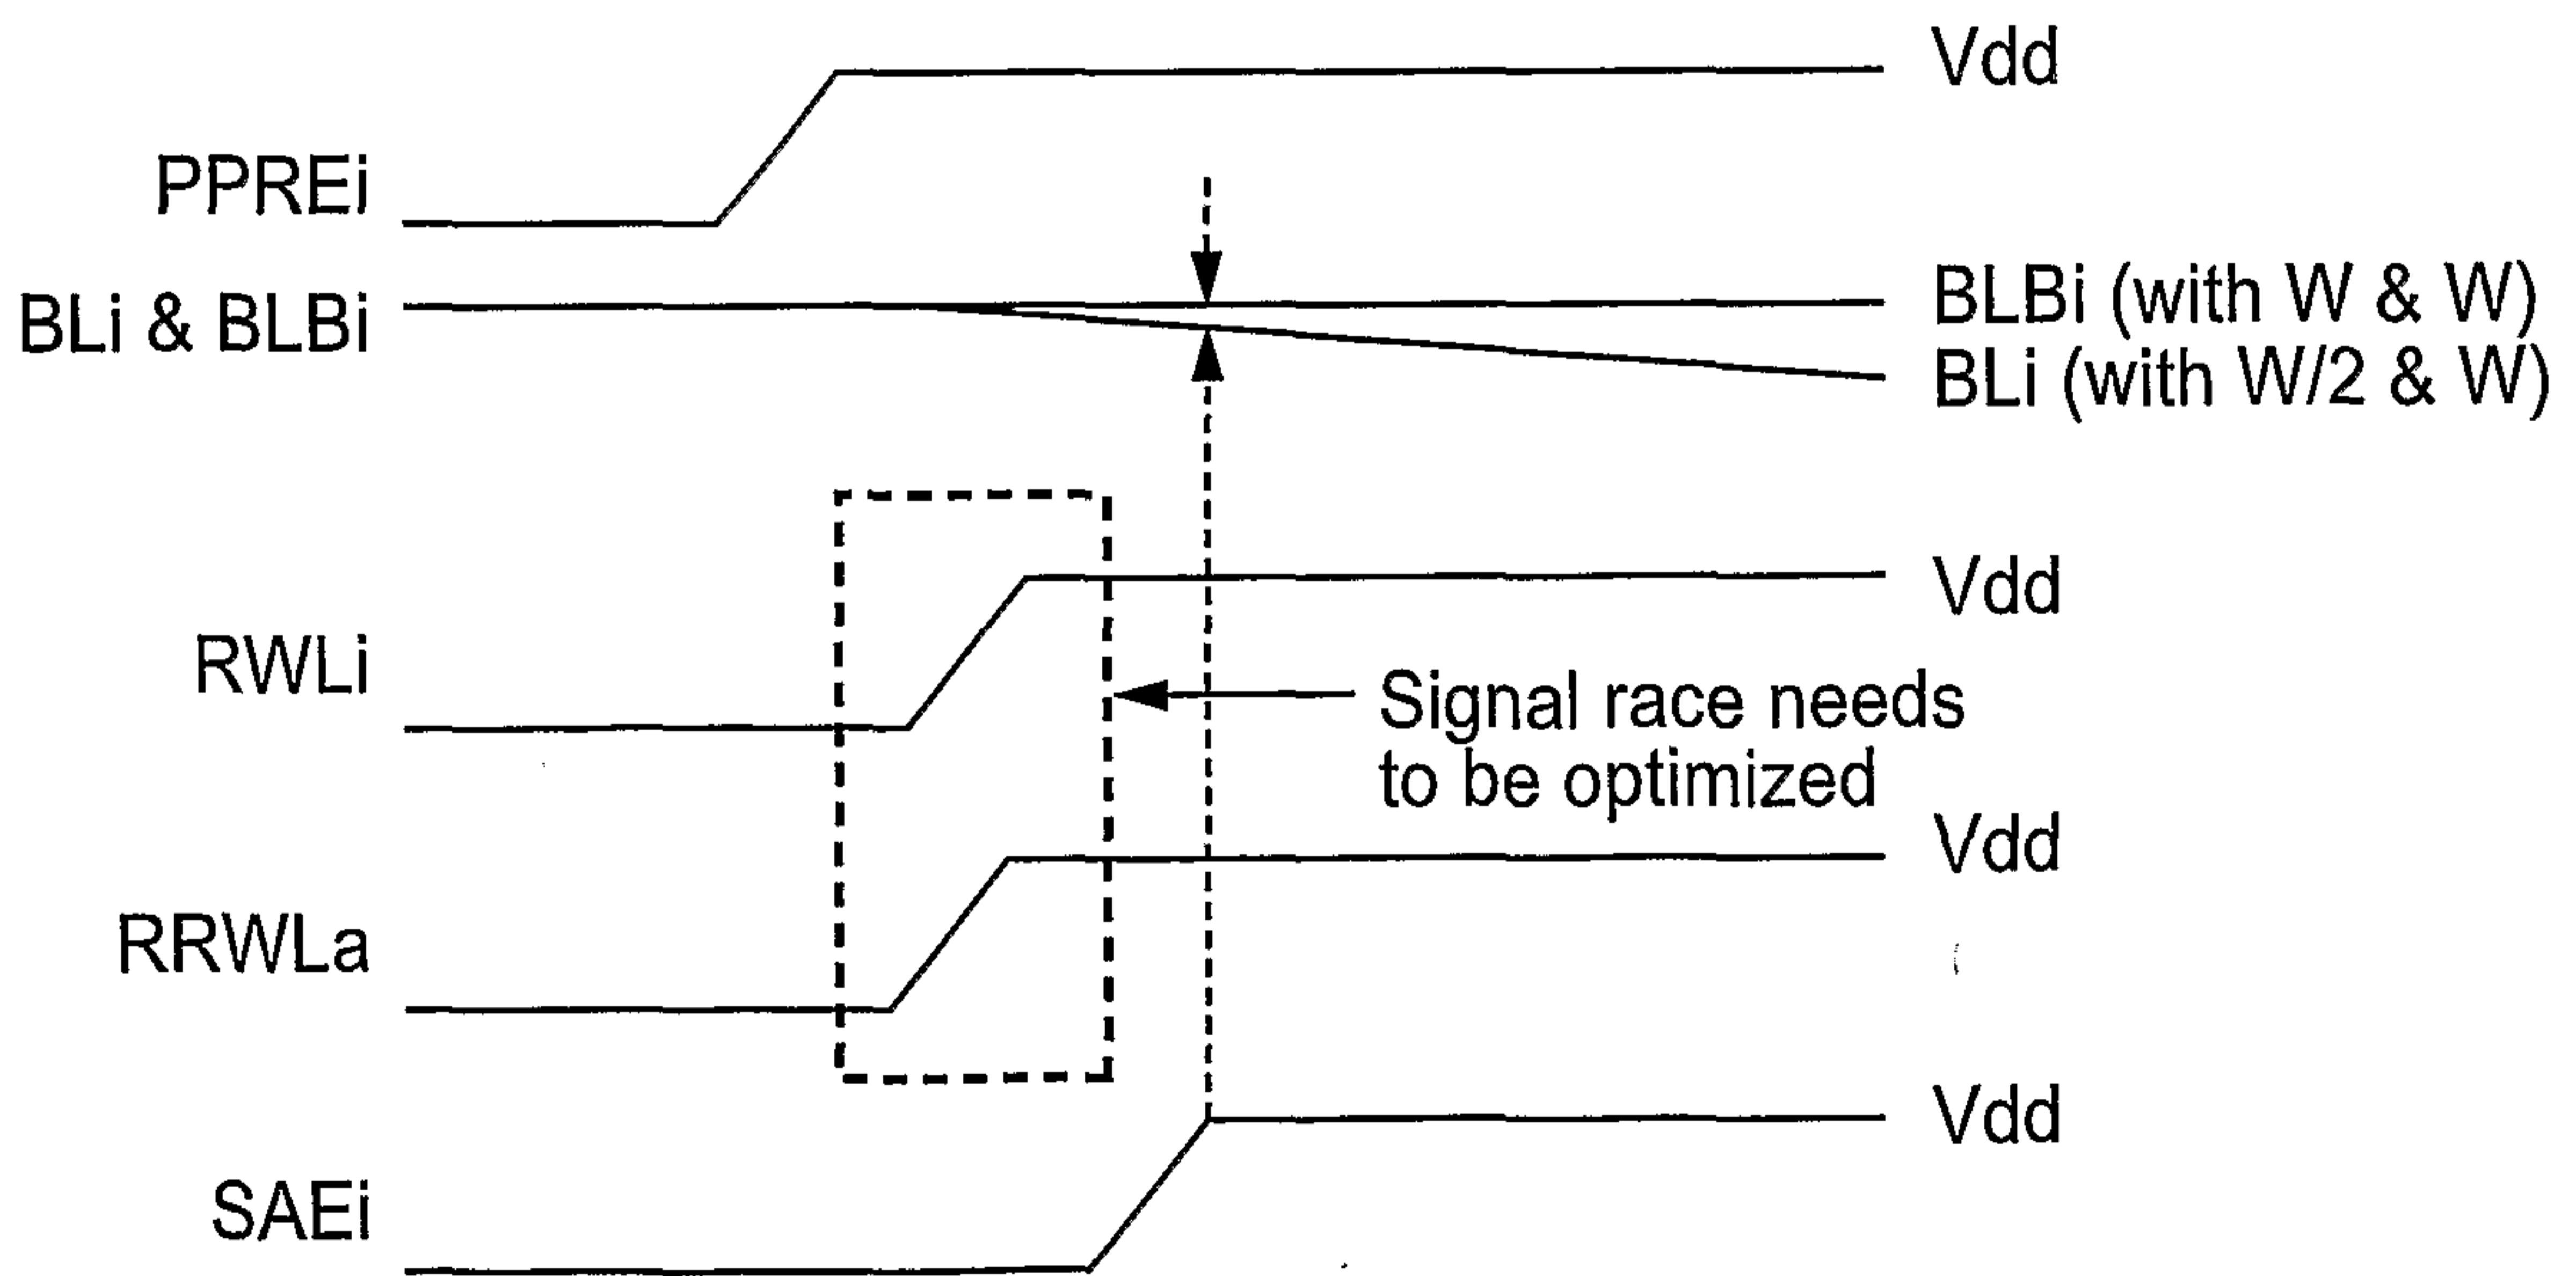 Vdd
PPREi
BLi & BLBi
BLBi (with W & W)
BLi (with W/2 & W)
Vdd
RWLi
Signal race needs
to be optimized
Vdd
RRWLa
Vdd
SAEi